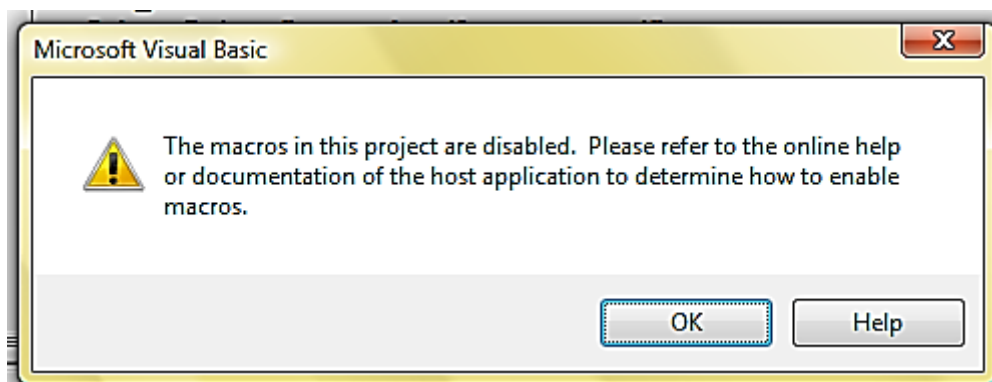 Microsoft Visual Basic
The macros in this project are disabled.  Please refer to the online help
or documentation of the host application to determine how to enable
macros.
OK
Help